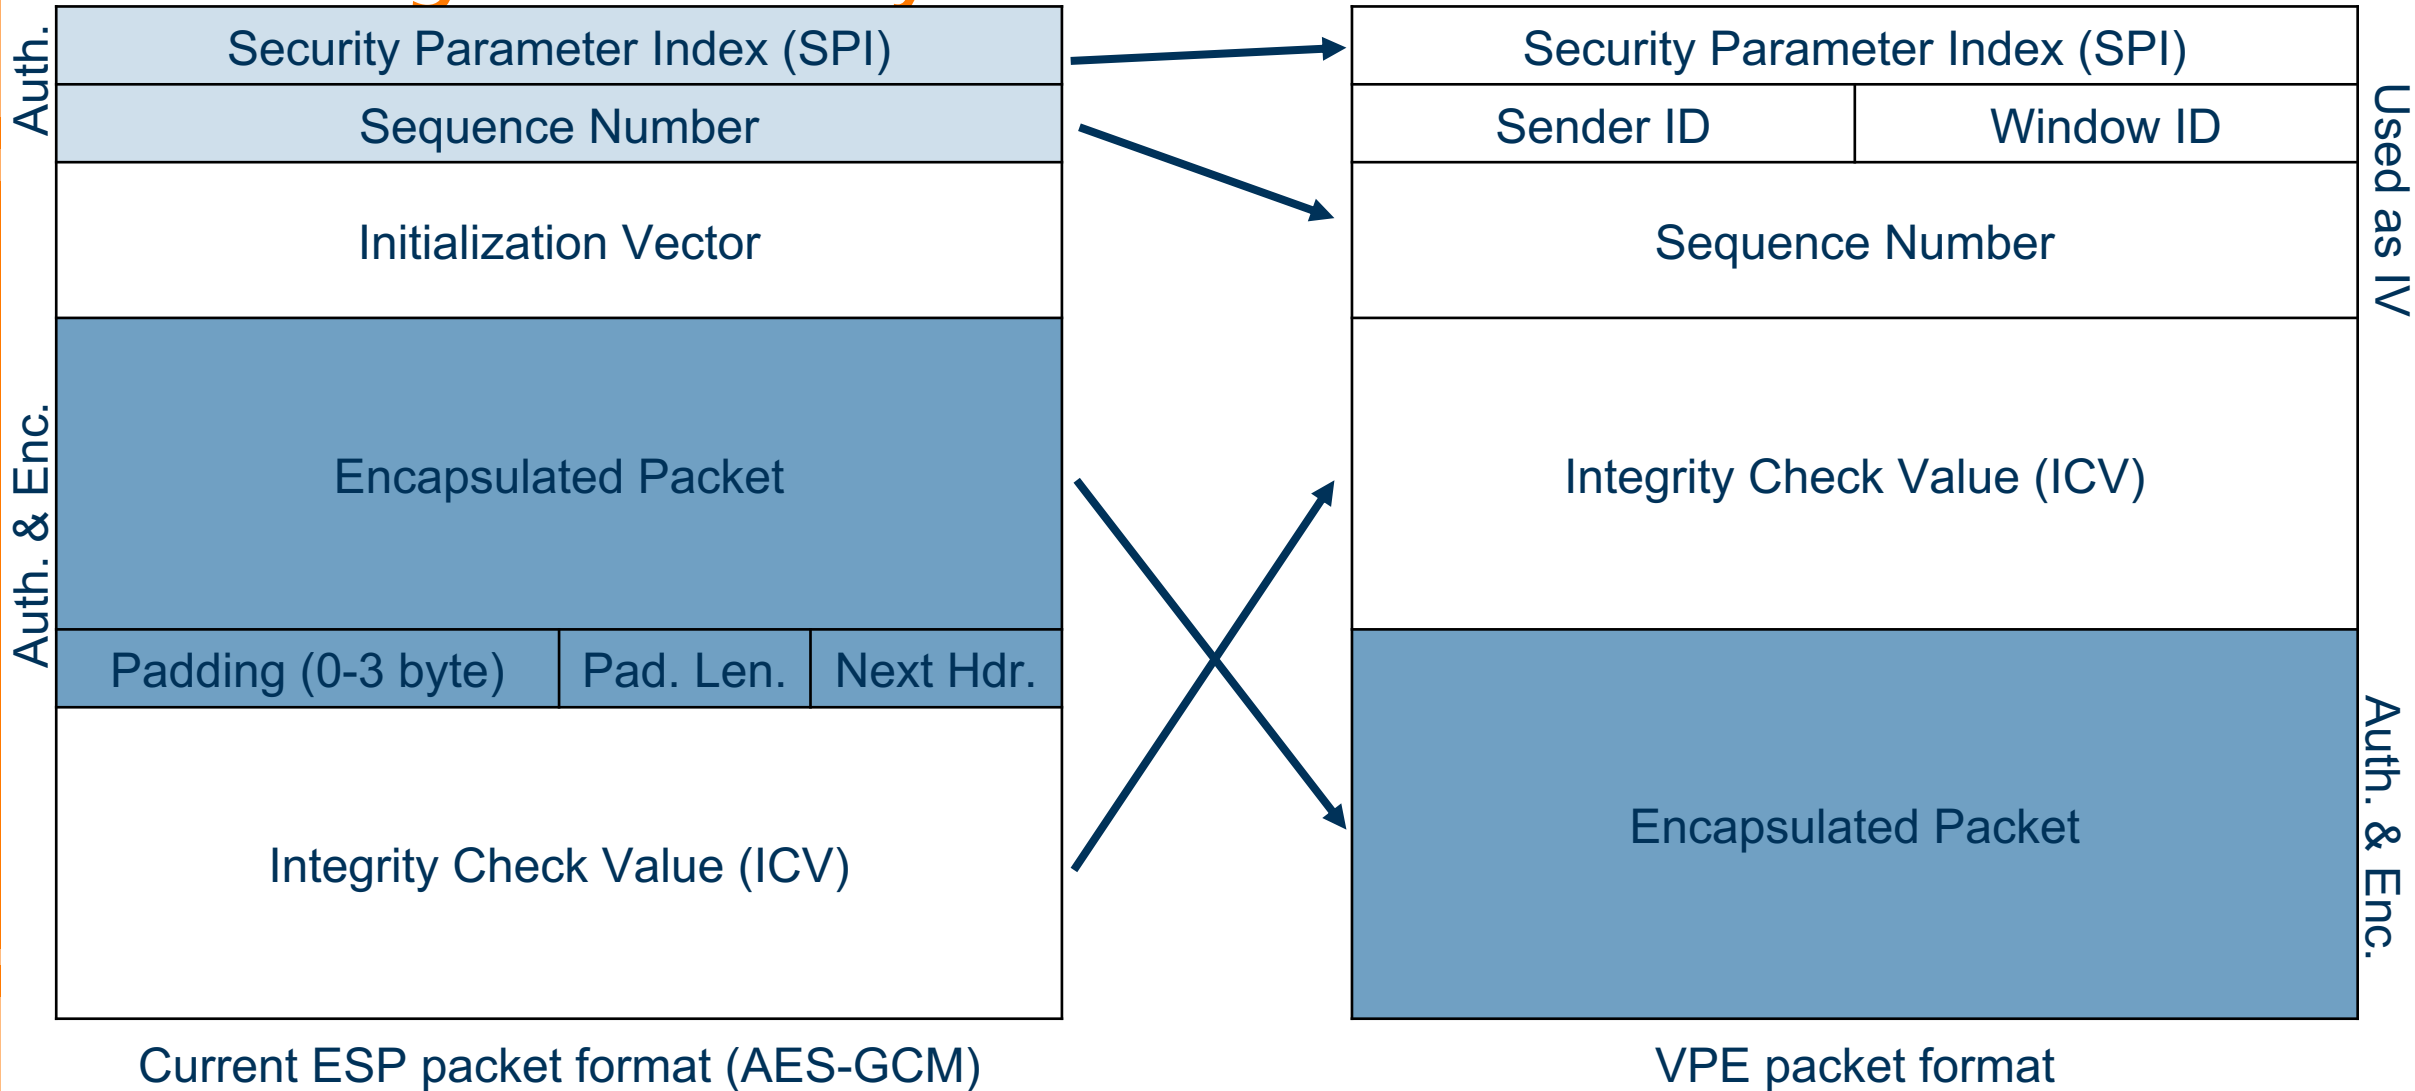 Auth.
Security Parameter Index (SPI)
Sequence Number
Initialization Vector
Auth. & Enc.
Encapsulated Packet
Padding (0-3 byte)
Pad. Len.
Next Hdr.
Integrity Check Value (ICV)
Current ESP packet format (AES-GCM)
Security Parameter Index (SPI)
Sender ID
Window ID
Sequence Number
Used as IV
Integrity Check Value (ICV)
Encapsulated Packet
Auth. & Enc.
VPE packet format